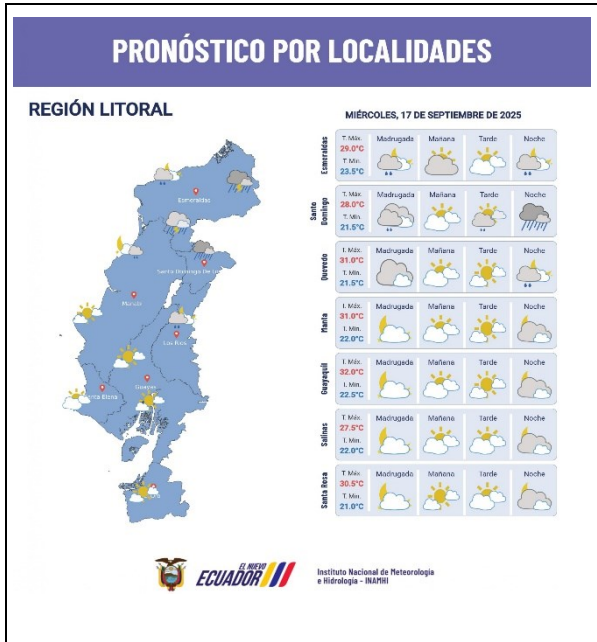 PRONÓSTICO POR LOCALIDADES
REGIÓN LITORAL
MIÉRCOLES, 17 DE SEPTIEMBRE DE 2025
Esmeraldas
Manabí
Los Ríos
Guayas
Esmeraldas
T. Máx.
29.0°C
T. Mín.
23.5°C
Madrugada
Mañana
Tarde
Noche
Santo
Domingo
T. Máx.
28.0°C
T. Mín.
21.5°C
Madrugada
Mañana
Tarde
Noche
Quevedo
T. Máx.
31.0°C
T. Mín.
21.5°C
Madrugada
Mañana
Tarde
Noche
Manta
T. Máx.
31.0°C
T. Mín.
22.0°C
Madrugada
Mañana
Tarde
Noche
Guayaquil
T. Máx.
32.0°C
T. Mín.
22.5°C
Madrugada
Mañana
Tarde
Noche
Salinas
T. Máx.
27.5°C
T. Mín.
22.0°C
Madrugada
Mañana
Tarde
Noche
Santa Rosa
T. Máx.
30.5°C
T. Mín.
21.0°C
Madrugada
Mañana
Tarde
Noche
EL NUEVO
ECUADOR
Instituto Nacional de Meteorología
e Hidrología - INAMHI